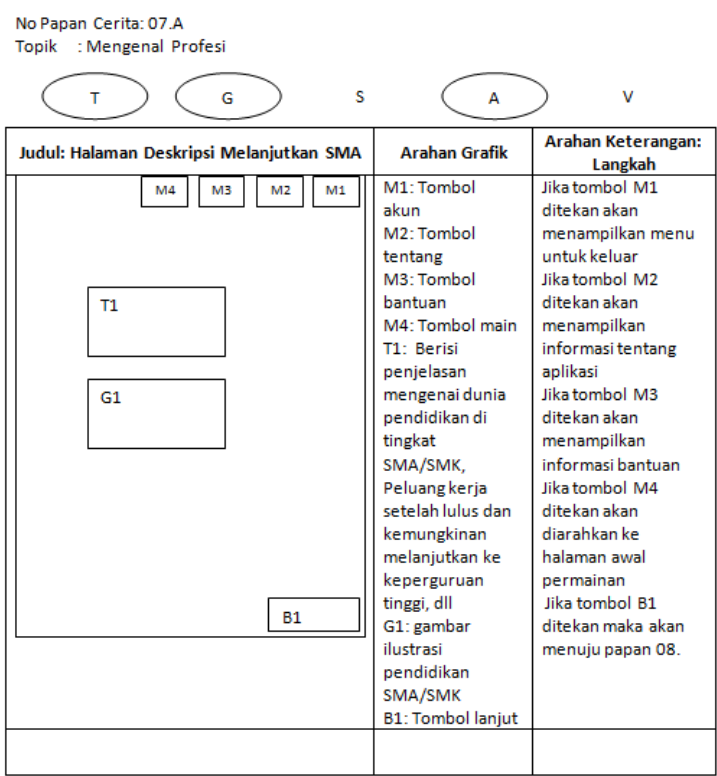 No Papan Cerita: 07.A
Topik : Mengenal Profesi
T G S A V
Judul: Halaman Deskripsi Melanjutkan SMA
Arahan Grafik
Arahan Keterangan:
Langkah
M4 M3 M2 M1
T1
G1
B1
M1: Tombol
akun
M2: Tombol
tentang
M3: Tombol
bantuan
M4: Tombol main
T1: Berisi
penjelasan
mengenai dunia
pendidikan di
tingkat
SMA/SMK,
Peluang kerja
setelah lulus dan
kemungkinan
melanjutkan ke
keperguruan
tinggi, dll
G1: gambar
ilustrasi
pendidikan
SMA/SMK
B1: Tombol lanjut
Jika tombol M1
ditekan akan
menampilkan menu
untuk keluar
Jika tombol M2
ditekan akan
menampilkan
informasi tentang
aplikasi
Jika tombol M3
ditekan akan
menampilkan
informasi bantuan
Jika tombol M4
ditekan akan
diarahkan ke
halaman awal
permainan
Jika tombol B1
ditekan maka akan
menuju papan 08.